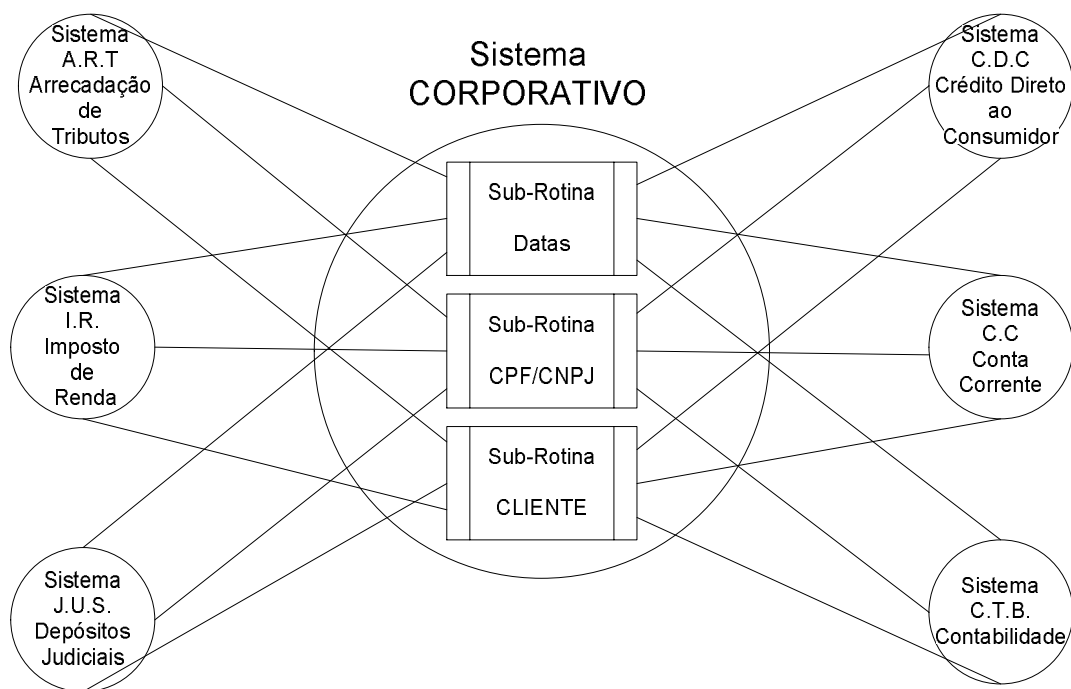 Sistema
A.R.T
Arrecadação
de
Tributos
Sistema
CORPORATIVO
Sistema
C.D.C
Crédito Direto
ao
Consumidor
Sub-Rotina
Datas
Sistema
I.R.
Imposto
de
Renda
Sub-Rotina
CPF/CNPJ
Sistema
C.C
Conta
Corrente
Sub-Rotina
CLIENTE
Sistema
J.U.S.
Depósitos
Judiciais
Sistema
C.T.B.
Contabilidade